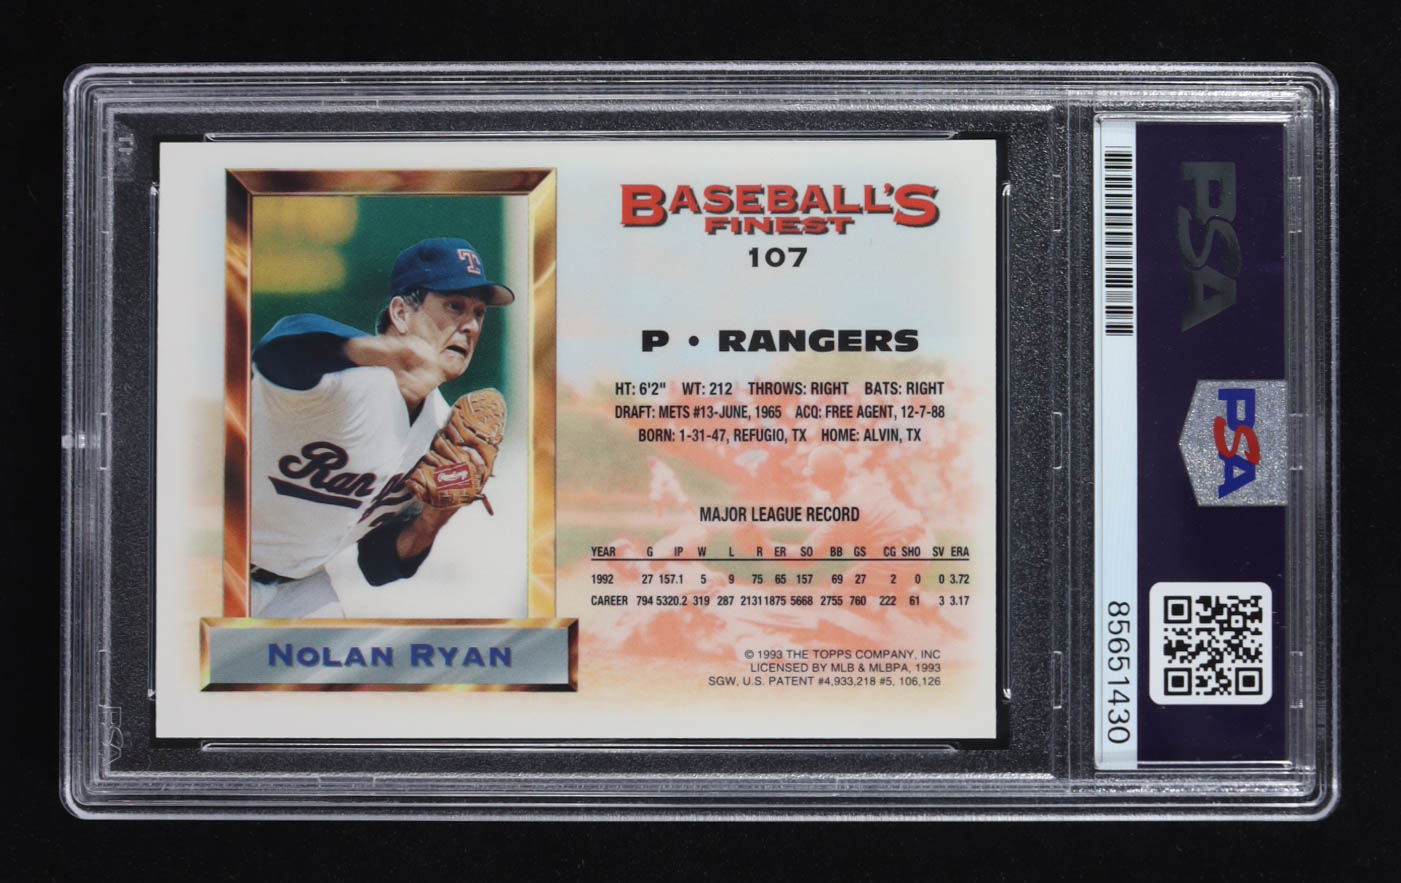 BASEBALL'S
FINEST
107
P • RANGERS
HT: 6'2" WT: 212 THROWS: RIGHT BATS: RIGHT
DRAFT: METS #13-JUNE, 1965 ACQ: FREE AGENT, 12-7-88
BORN: 1-31-47, REFUGIO, TX HOME: ALVIN, TX
MAJOR LEAGUE RECORD
YEAR G IP W L R ER SO BB GS CG SHO SV ERA
1992 27 157.1 5 9 75 65 157 69 27 2 0 0 3.72
CAREER 794 5320.2 319 287 2131 1875 5668 2755 760 222 61 3 3.17
© 1993 THE TOPPS COMPANY, INC
LICENSED BY MLB & MLBPA, 1993
SGW, U.S. PATENT #4,933,218 #5, 106,126
T
Rang
Rawlings
NOLAN RYAN
PSA
PSA
85651430
PSA